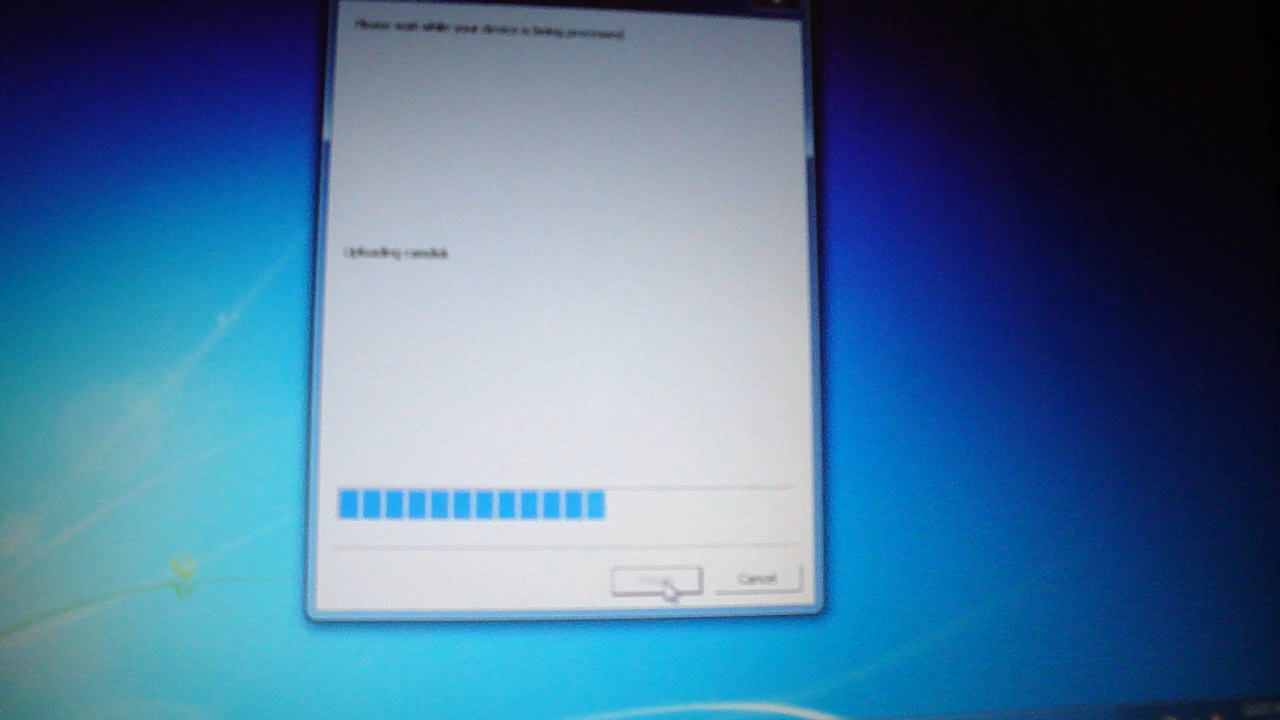 Please wait while your device is being processed.
Uploading ramdisk
Cancel